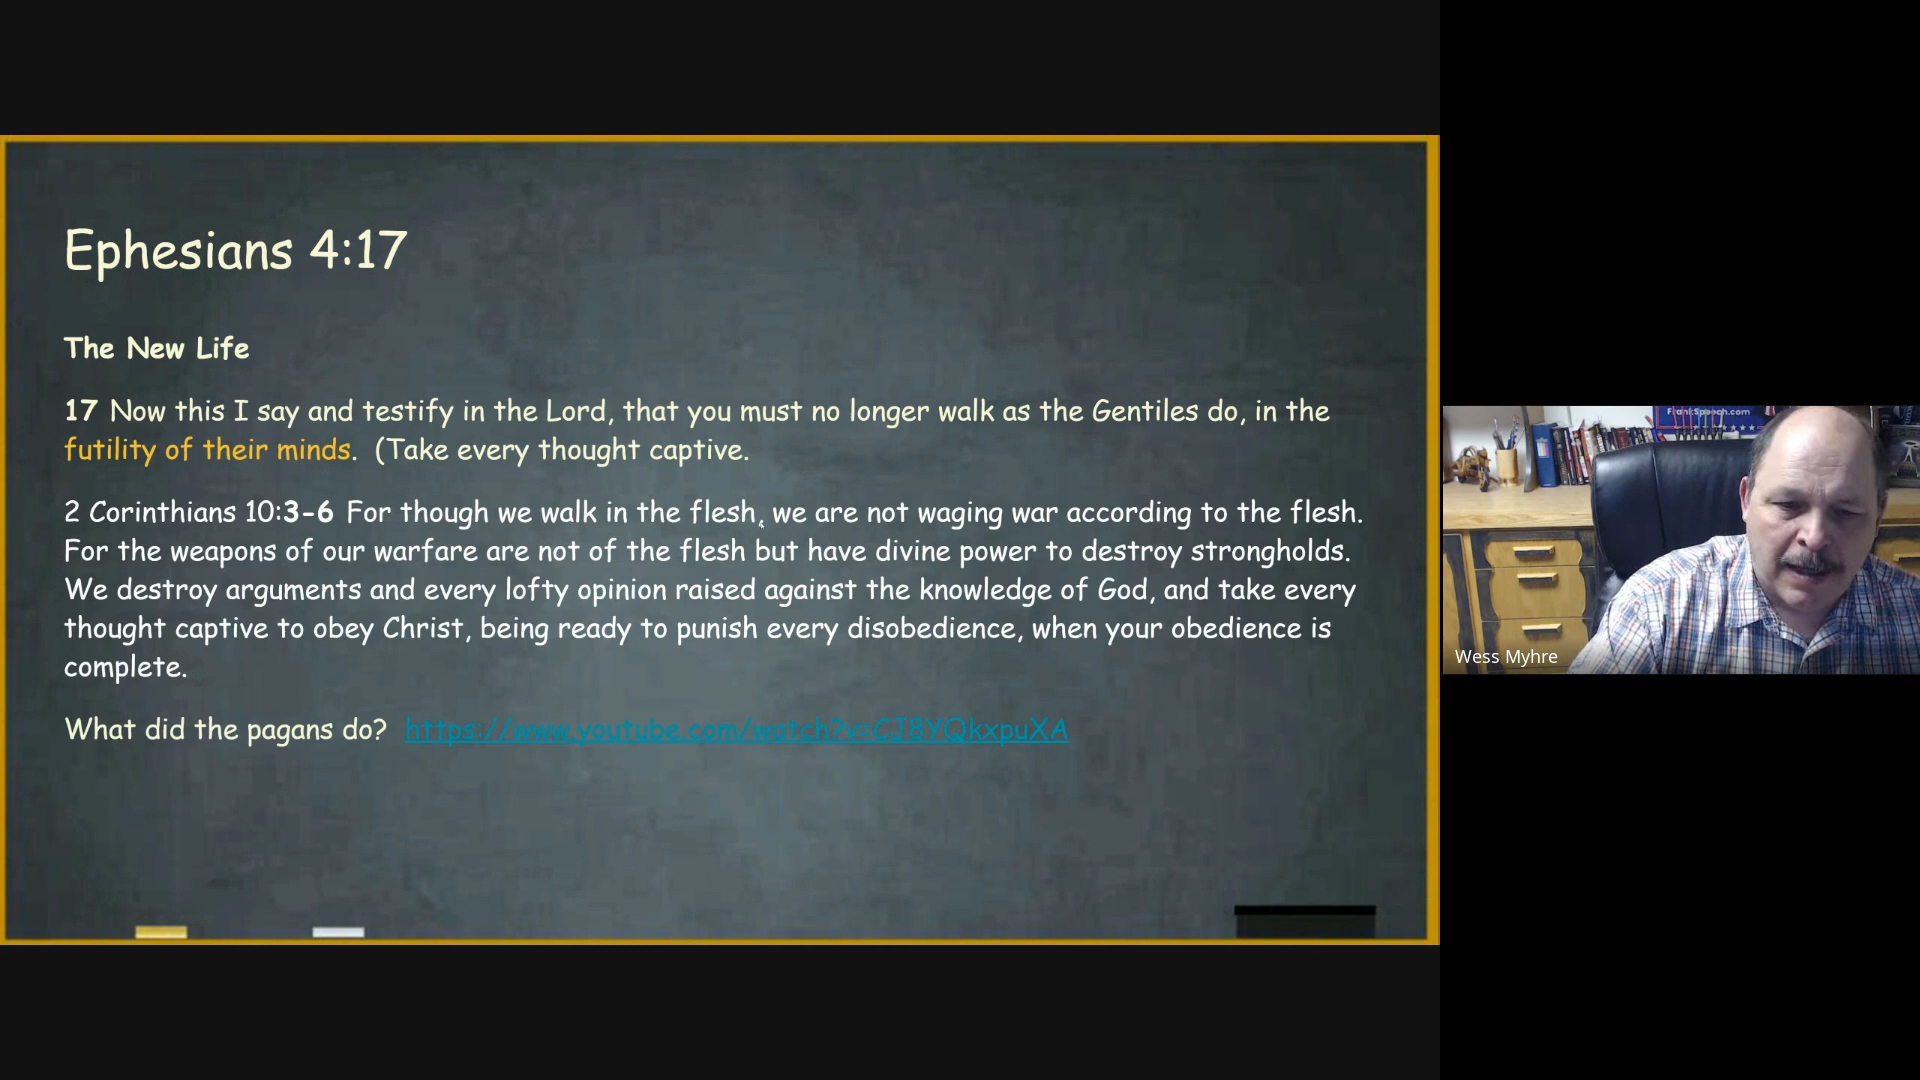 Ephesians 4:17
The New Life
17 Now this I say and testify in the Lord, that you must no longer walk as the Gentiles do, in the
futility of their minds.  (Take every thought captive.
2 Corinthians 10:3-6 For though we walk in the flesh, we are not waging war according to the flesh.
For the weapons of our warfare are not of the flesh but have divine power to destroy strongholds.
We destroy arguments and every lofty opinion raised against the knowledge of God, and take every
thought captive to obey Christ, being ready to punish every disobedience, when your obedience is
complete.
What did the pagans do?  https://www.youtube.com/watch?v=CJ8YQkxpuXA
FrankSpeech.com
Wess Myhre